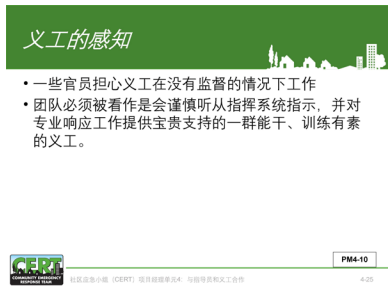 义工的感知
• 一些官员担心义工在没有监督的情况下工作
• 团队必须被看作是会谨慎听从指挥系统指示，并对
专业响应工作提供宝贵支持的一群能干、训练有素
的义工。
PM4-10
CERT
COMMUNITY EMERGENCY
RESPONSE TEAM
社区应急小组（CERT）项目经理单元4：与指导员和义工合作
4-25